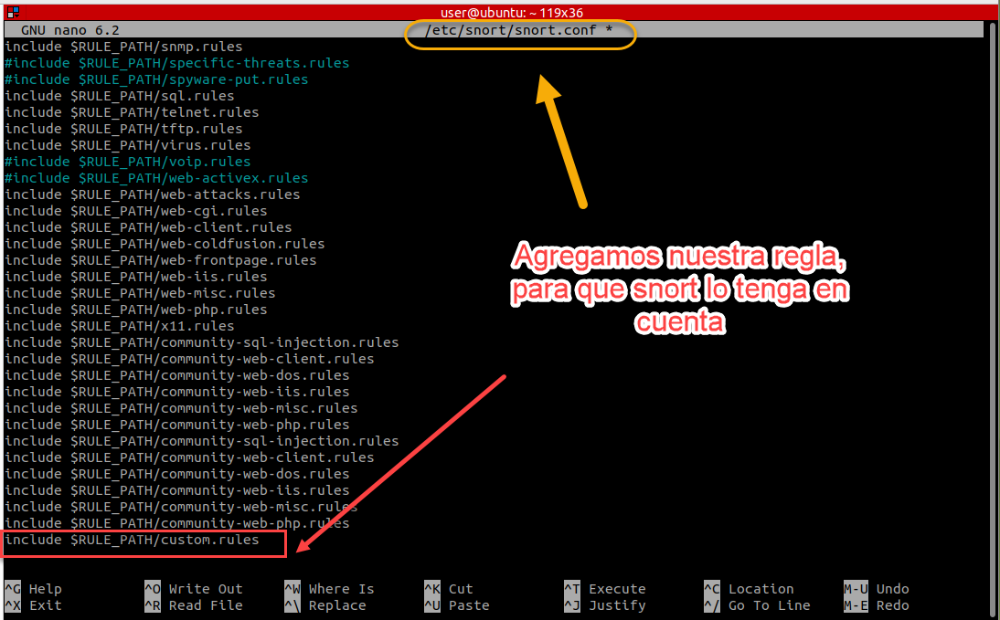 user@ubuntu: ~ 119x36
GNU nano 6.2 /etc/snort/snort.conf *
include $RULE_PATH/snmp.rules
#include $RULE_PATH/specific-threats.rules
#include $RULE_PATH/spyware-put.rules
include $RULE_PATH/sql.rules
include $RULE_PATH/telnet.rules
include $RULE_PATH/tftp.rules
include $RULE_PATH/virus.rules
#include $RULE_PATH/voip.rules
#include $RULE_PATH/web-activex.rules
include $RULE_PATH/web-attacks.rules
include $RULE_PATH/web-cgi.rules
include $RULE_PATH/web-client.rules
include $RULE_PATH/web-coldfusion.rules
include $RULE_PATH/web-frontpage.rules
include $RULE_PATH/web-iis.rules
include $RULE_PATH/web-misc.rules
include $RULE_PATH/web-php.rules
include $RULE_PATH/x11.rules
include $RULE_PATH/community-sql-injection.rules
include $RULE_PATH/community-web-client.rules
include $RULE_PATH/community-web-dos.rules
include $RULE_PATH/community-web-iis.rules
include $RULE_PATH/community-web-misc.rules
include $RULE_PATH/community-web-php.rules
include $RULE_PATH/community-sql-injection.rules
include $RULE_PATH/community-web-client.rules
include $RULE_PATH/community-web-dos.rules
include $RULE_PATH/community-web-iis.rules
include $RULE_PATH/community-web-misc.rules
include $RULE_PATH/community-web-php.rules
include $RULE_PATH/custom.rules
Agregamos nuestra regla,
para que snort lo tenga en
cuenta
^G Help ^O Write Out ^W Where Is ^K Cut ^T Execute ^C Location M-U Undo
^X Exit ^R Read File ^\ Replace ^U Paste ^J Justify ^/ Go To Line M-E Redo